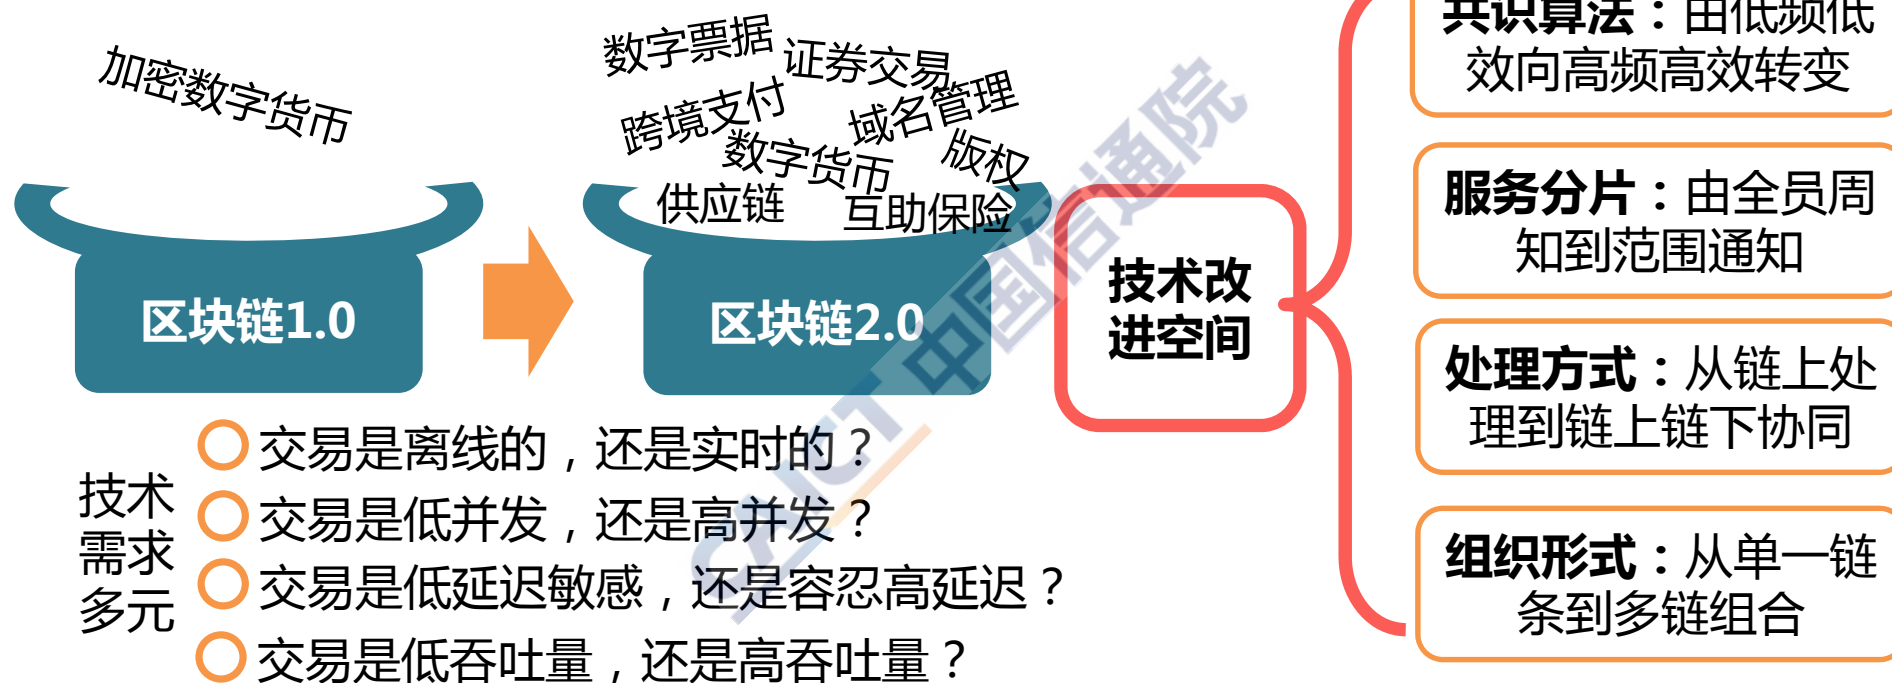 加密数字货币
区块链1.0
数字票据
证券交易
跨境支付
域名管理
数字货币
版权
供应链
互助保险
区块链2.0
技术
需求
多元
交易是离线的，还是实时的？
交易是低并发，还是高并发？
交易是低延迟敏感，还是容忍高延迟？
交易是低吞吐量，还是高吞吐量？
技术改
进空间
共识算法：由低频低
效向高频高效转变
服务分片：由全员周
知到范围通知
处理方式：从链上处
理到链上链下协同
组织形式：从单一链
条到多链组合
CAICT 中国信通院